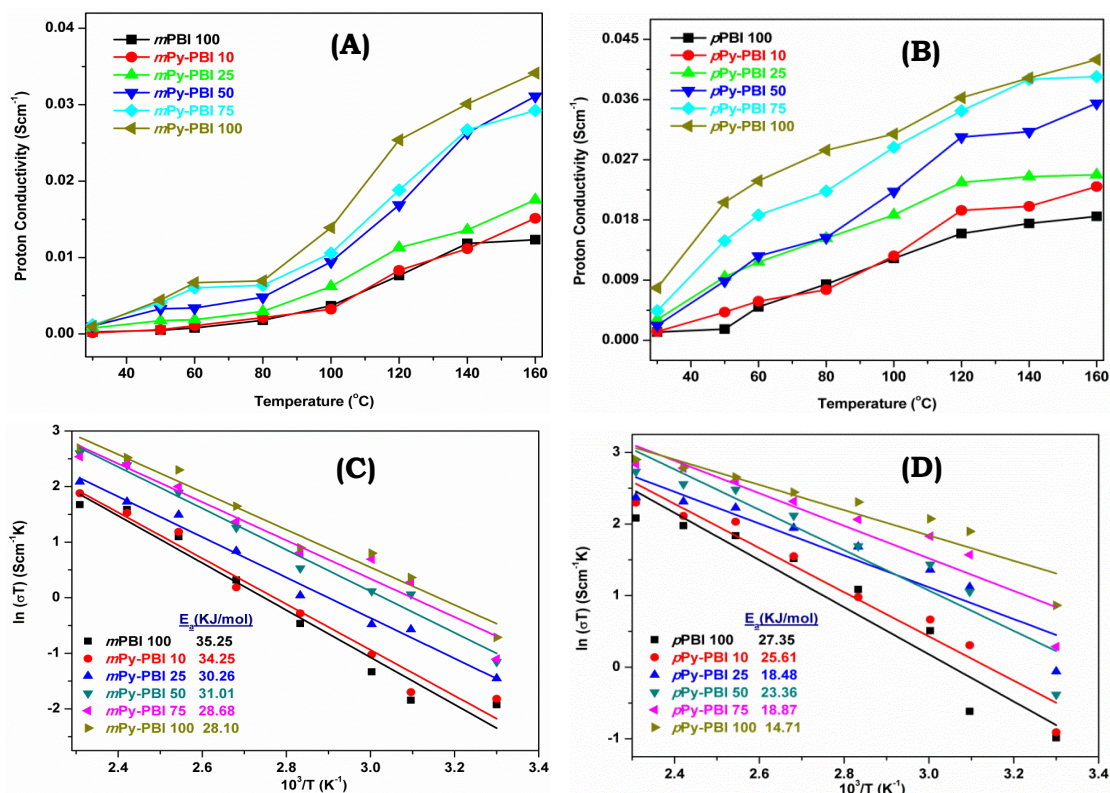 (A)
mPBI 100
mPy-PBI 10
mPy-PBI 25
mPy-PBI 50
mPy-PBI 75
mPy-PBI 100
Proton Conductivity (Scm-1)
0.04
0.03
0.02
0.01
0.00
40 60 80 100 120 140 160
Temperature (oC)
(B)
pPBI 100
pPy-PBI 10
pPy-PBI 25
pPy-PBI 50
pPy-PBI 75
pPy-PBI 100
Proton Conductivity (Scm-1)
0.045
0.036
0.027
0.018
0.009
0.000
40 60 80 100 120 140 160
Temperature (oC)
(C)
ln (σT) (Scm-1K)
3
2
1
0
-1
-2
Ea(KJ/mol)
mPBI 100 35.25
mPy-PBI 10 34.25
mPy-PBI 25 30.26
mPy-PBI 50 31.01
mPy-PBI 75 28.68
mPy-PBI 100 28.10
2.4 2.6 2.8 3.0 3.2 3.4
103/T (K-1)
(D)
ln (σT) (Scm-1K)
3
2
1
0
-1
Ea(KJ/mol)
pPBI 100 27.35
pPy-PBI 10 25.61
pPy-PBI 25 18.48
pPy-PBI 50 23.36
pPy-PBI 75 18.87
pPy-PBI 100 14.71
2.4 2.6 2.8 3.0 3.2 3.4
103/T (K-1)